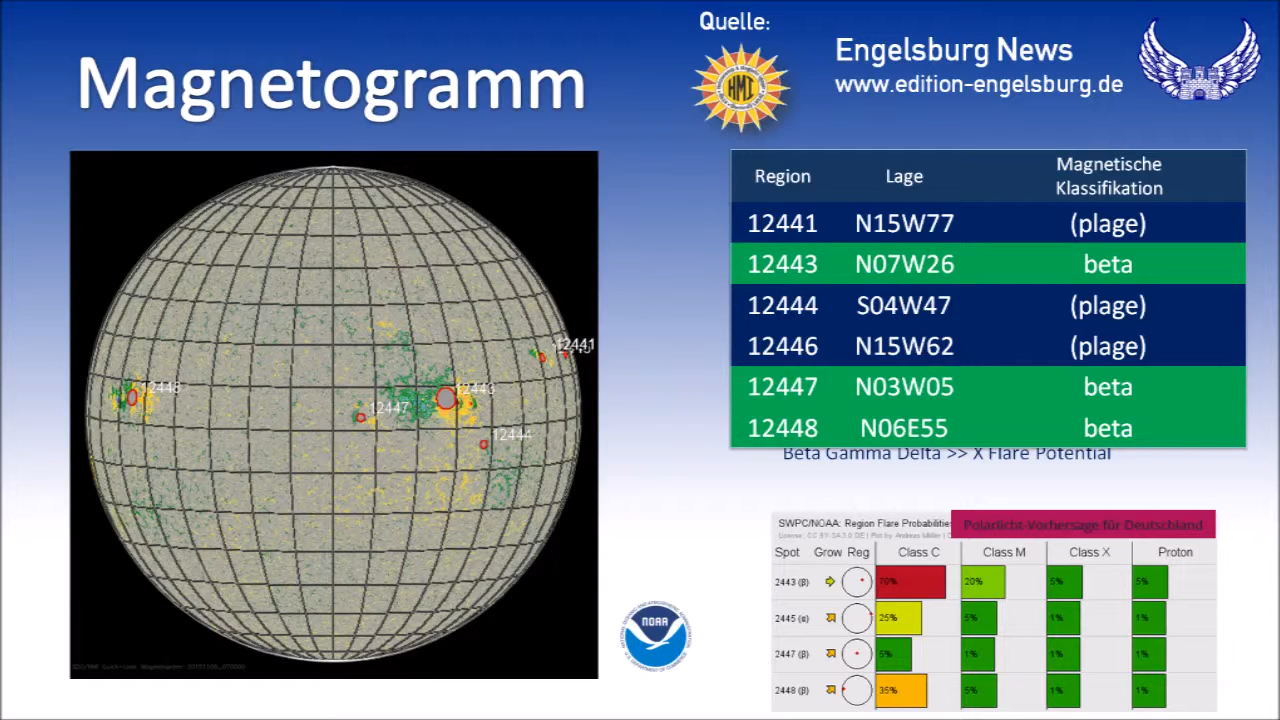 Quelle:
Engelsburg News
www.edition-engelsburg.de
Magnetogramm
HMI
Region Lage Magnetische Klassifikation
12441 N15W77 (plage)
12443 N07W26 beta
12444 S04W47 (plage)
12446 N15W62 (plage)
12447 N03W05 beta
12448 N06E55 beta
Beta Gamma Delta >> X Flare Potential
12441
12448
12447
12444
NOAA
SWPC/NOAA: Region Flare Probabilities
Polarlicht-Vorhersage für Deutschland
Spot Grow Reg Class C Class M Class X Proton
2443 (β) 70% 20% 5% 5%
2445 (α) 25% 5% 1% 1%
2447 (β) 5% 1% 1% 1%
2448 (β) 35% 5% 1% 1%